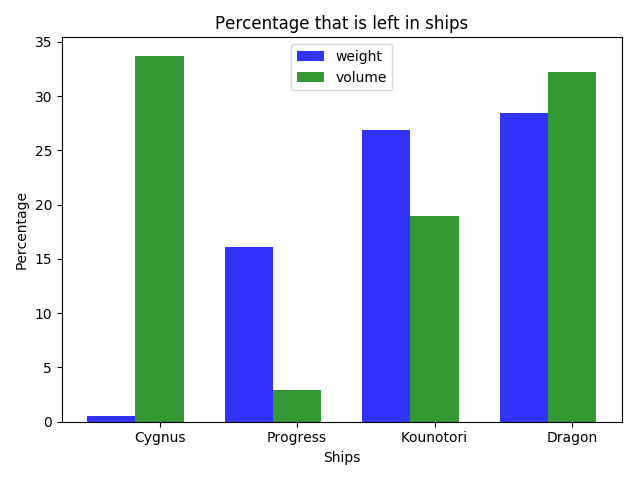 Percentage that is left in ships
weight
volume
Percentage
35
30
25
20
15
10
5
0
Cygnus Progress Kounotori Dragon
Ships